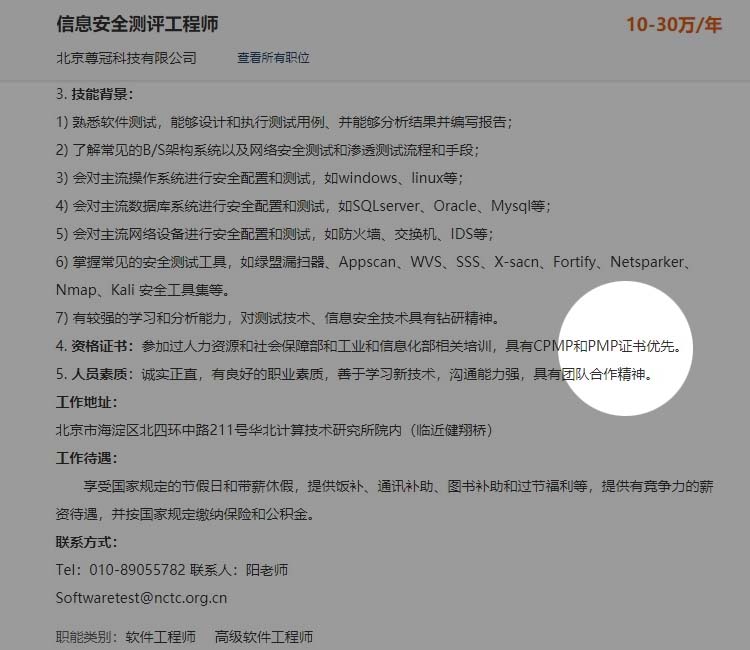 信息安全测评工程师 10-30万/年
北京尊冠科技有限公司 查看所有职位
3. 技能背景：
1) 熟悉软件测试，能够设计和执行测试用例、并能够分析结果并编写报告；
2) 了解常见的B/S架构系统以及网络安全测试和渗透测试流程和手段；
3) 会对主流操作系统进行安全配置和测试，如windows、linux等；
4) 会对主流数据库系统进行安全配置和测试，如SQLserver、Oracle、Mysql等；
5) 会对主流网络设备进行安全配置和测试，如防火墙、交换机、IDS等；
6) 掌握常见的安全测试工具，如绿盟漏扫器、Appscan、WVS、SSS、X-sacn、Fortify、Netsparker、
Nmap、Kali 安全工具集等。
7) 有较强的学习和分析能力，对测试技术、信息安全技术具有钻研精神。
4. 资格证书：参加过人力资源和社会保障部和工业和信息化部相关培训，具有CPMP和PMP证书优先。
5. 人员素质：诚实正直，有良好的职业素质，善于学习新技术，沟通能力强，具有团队合作精神。
工作地址：
北京市海淀区北四环中路211号华北计算技术研究所院内（临近健翔桥）
工作待遇：
享受国家规定的节假日和带薪休假，提供饭补、通讯补助、图书补助和过节福利等，提供有竞争力的薪
资待遇，并按国家规定缴纳保险和公积金。
联系方式：
Tel：010-89055782 联系人：阳老师
Softwaretest@nctc.org.cn
职能类别：软件工程师 高级软件工程师